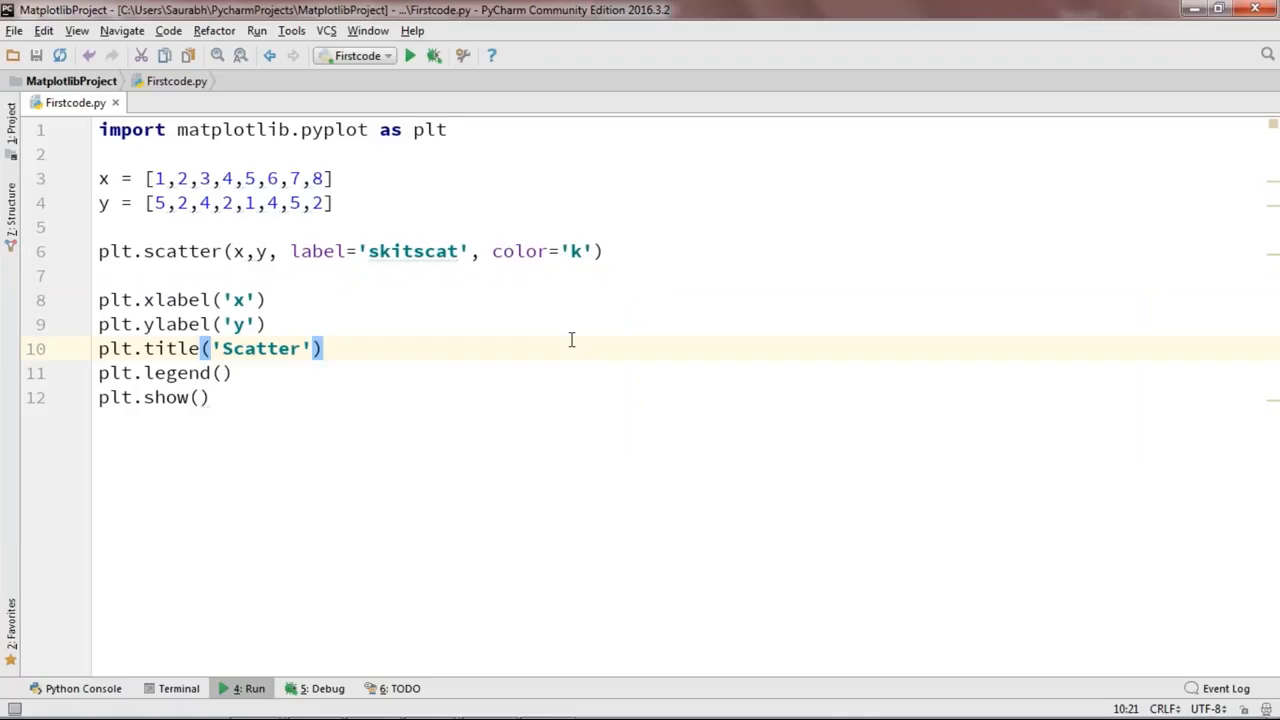 MatplotlibProject - [C:\Users\Saurabh\PycharmProjects\MatplotlibProject] - ...\Firstcode.py - PyCharm Community Edition 2016.3.2
File Edit View Navigate Code Refactor Run Tools VCS Window Help
Firstcode
MatplotlibProject Firstcode.py
Firstcode.py
1: Project
7: Structure
2: Favorites
1 import matplotlib.pyplot as plt
2
3 x = [1,2,3,4,5,6,7,8]
4 y = [5,2,4,2,1,4,5,2]
5
6 plt.scatter(x,y, label='skitscat', color='k')
7
8 plt.xlabel('x')
9 plt.ylabel('y')
10 plt.title('Scatter')
11 plt.legend()
12 plt.show()
Python Console Terminal 4: Run 5: Debug 6: TODO Event Log
10:21 CRLF UTF-8